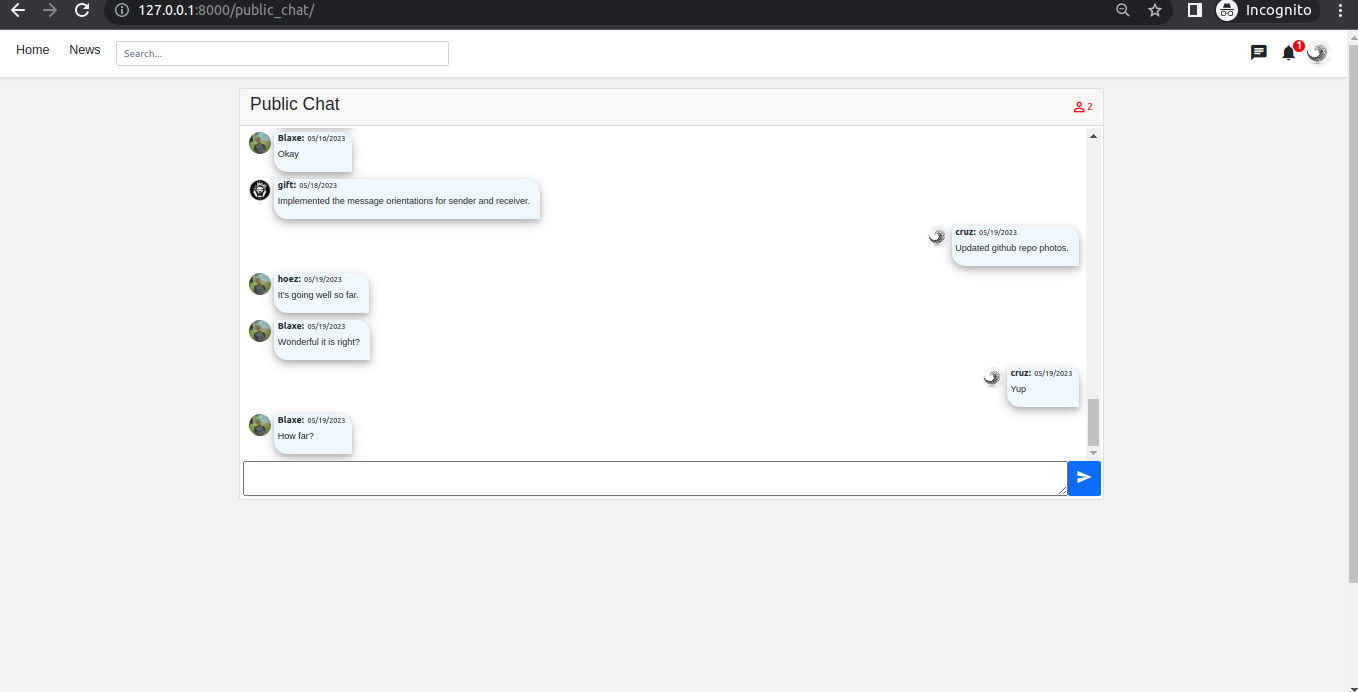 127.0.0.1:8000/public_chat/
Incognito
Home
News
Search...
1
Public Chat
2
Blaxe: 05/16/2023
Okay
gift: 05/18/2023
Implemented the message orientations for sender and receiver.
cruz: 05/19/2023
Updated github repo photos.
hoez: 05/19/2023
It's going well so far.
Blaxe: 05/19/2023
Wonderful it is right?
cruz: 05/19/2023
Yup
Blaxe: 05/19/2023
How far?